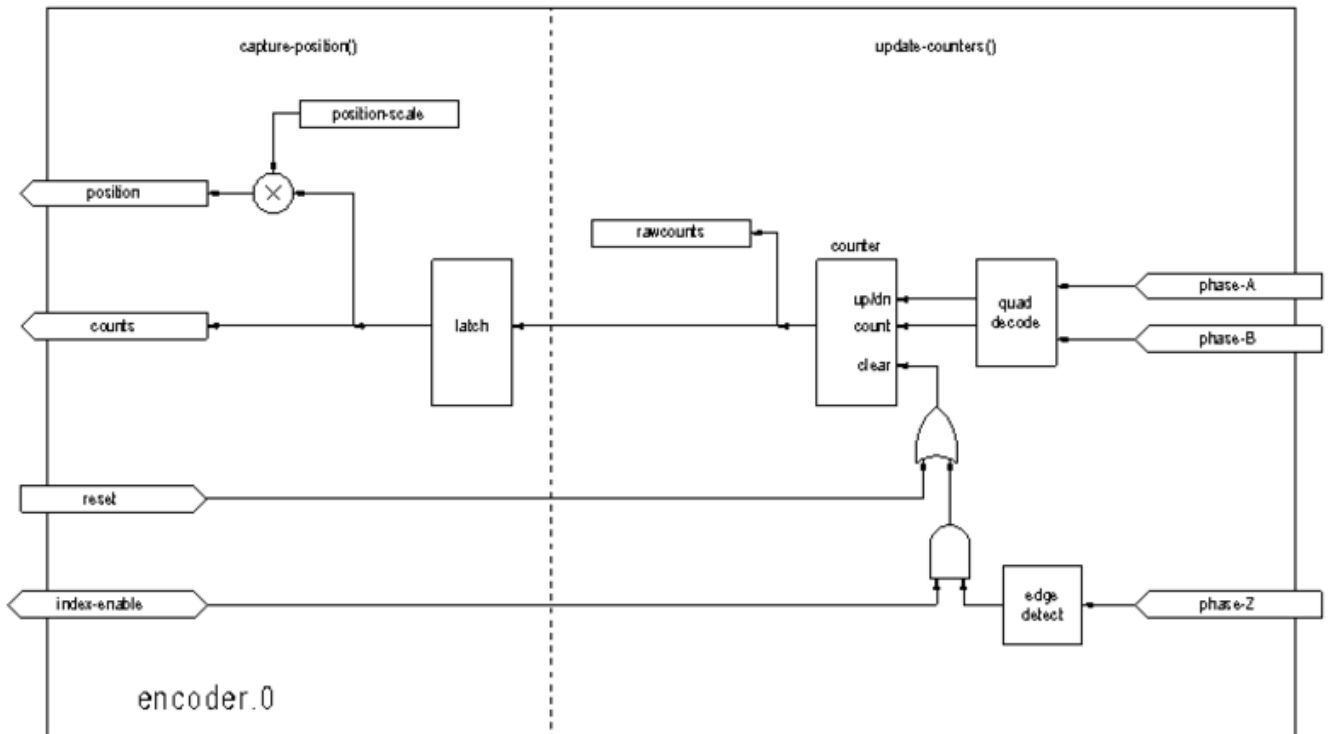 capture-position()
update-counters()
position-scale
position
rawcounts
counter
up/dn
quad
decode
phase-A
counts
latch
count
phase-B
clear
reset
index-enable
edge
detect
phase-Z
encoder.0